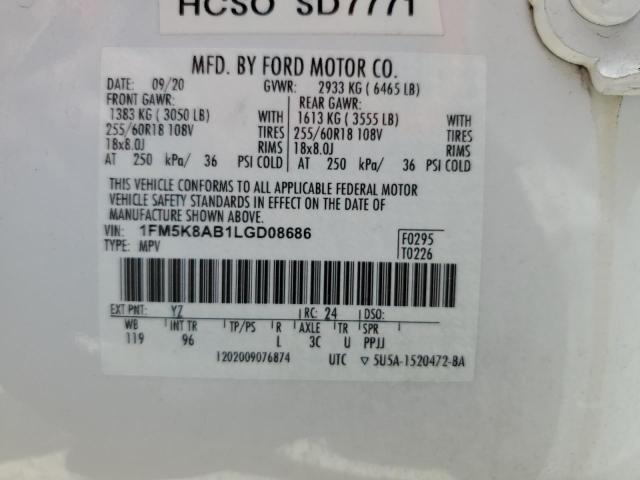 HCSO SD7771
MFD. BY FORD MOTOR CO.
DATE: 09/20 GVWR: 2933 KG ( 6465 LB)
FRONT GAWR: REAR GAWR:
1383 KG ( 3050 LB) WITH 1613 KG ( 3555 LB) WITH
255/60R18 108V TIRES 255/60R18 108V TIRES
18x8.0J RIMS 18x8.0J RIMS
AT 250 kPa/ 36 PSI COLD AT 250 kPa/ 36 PSI COLD
THIS VEHICLE CONFORMS TO ALL APPLICABLE FEDERAL MOTOR
VEHICLE SAFETY STANDARDS IN EFFECT ON THE DATE OF
MANUFACTURE SHOWN ABOVE.
VIN: 1FM5K8AB1LGD08686 F0295
TYPE: MPV T0226
EXT PNT: YZ RC: 24 DSO:
WB INT TR TP/PS R AXLE TR SPR
119 96 L 3C U PPJJ
1202009076874 UTC ▽ 5U5A-1520472-BA